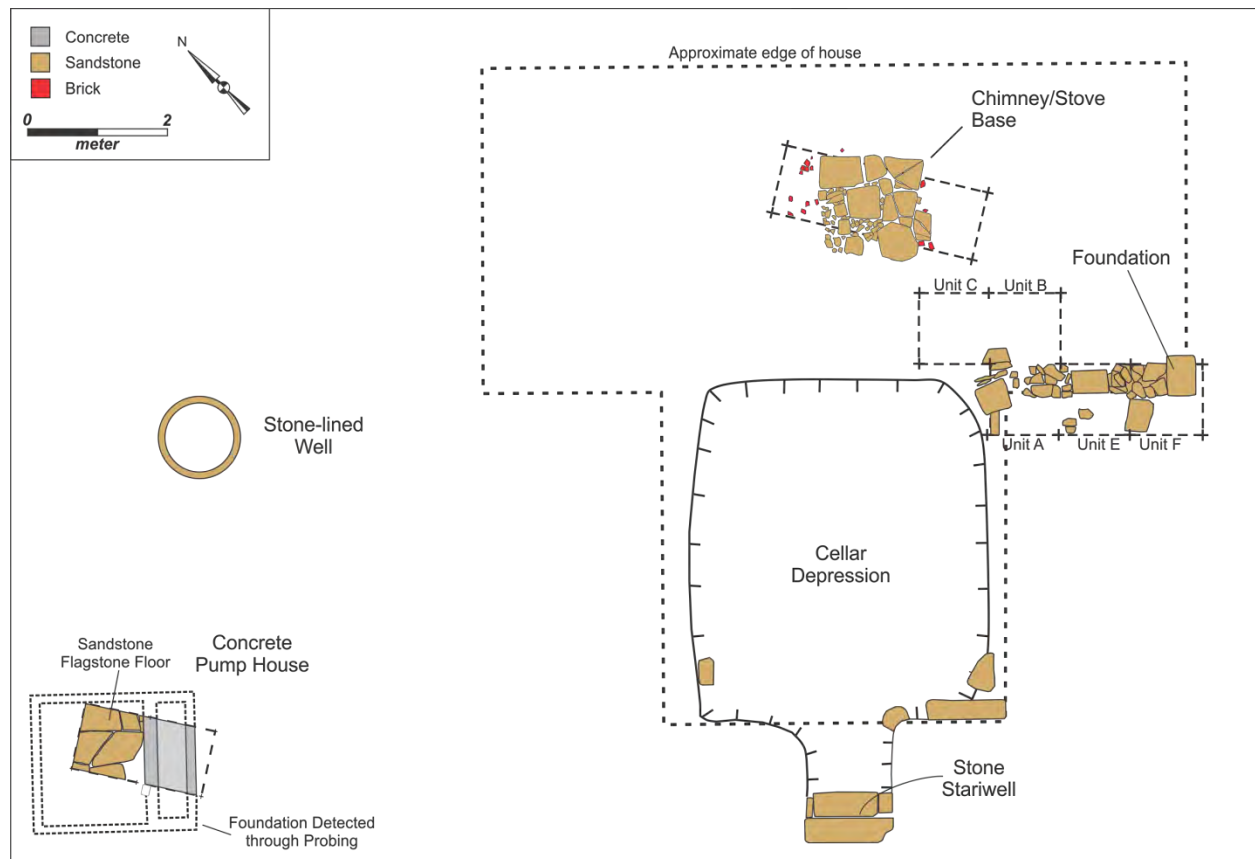 Concrete
Sandstone
Brick
N
0 2
meter
Approximate edge of house
Chimney/Stove
Base
Foundation
Unit C Unit B
Unit A Unit E Unit F
Stone-lined
Well
Cellar
Depression
Concrete
Pump House
Sandstone
Flagstone Floor
Stone
Stariwell
Foundation Detected
through Probing